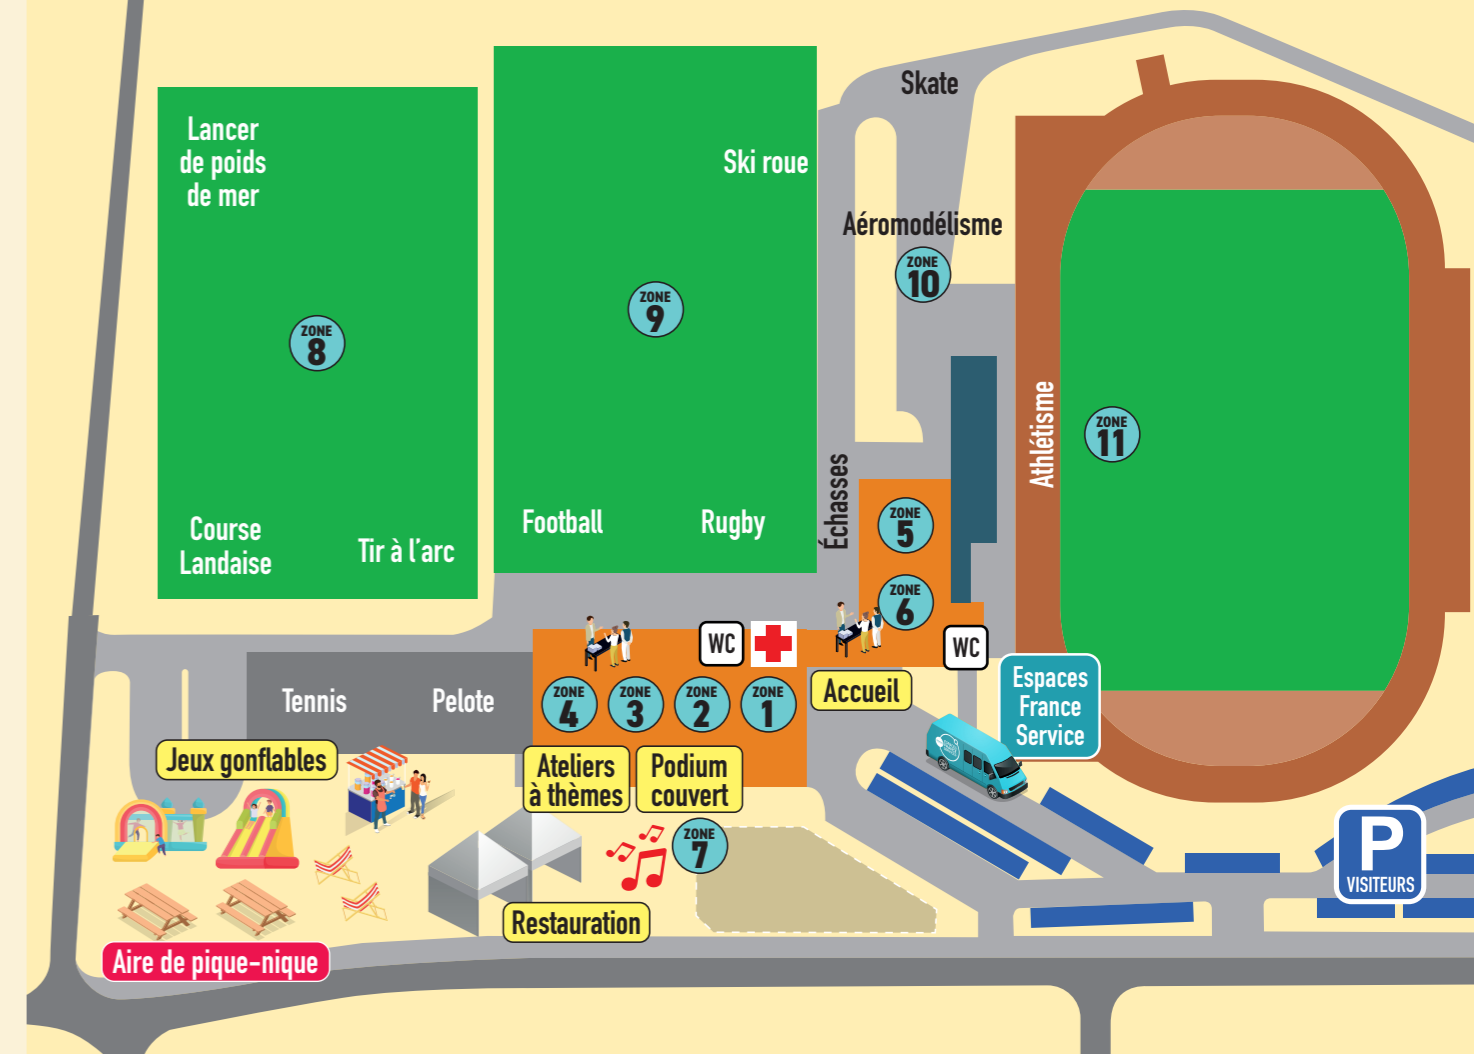 Skate
Lancer
de poids
de mer
Ski roue
Aéromodélisme
ZONE
10
ZONE
9
ZONE
8
Athlétisme
ZONE
11
Échasses
ZONE
5
Football
Rugby
Course
Landaise
Tir à l'arc
ZONE
6
WC
WC
Espaces
France
Service
Accueil
Tennis
Pelote
ZONE
4
ZONE
3
ZONE
2
ZONE
1
Jeux gonflables
Ateliers
à thèmes
Podium
couvert
ZONE
7
P
VISITEURS
Restauration
Aire de pique-nique